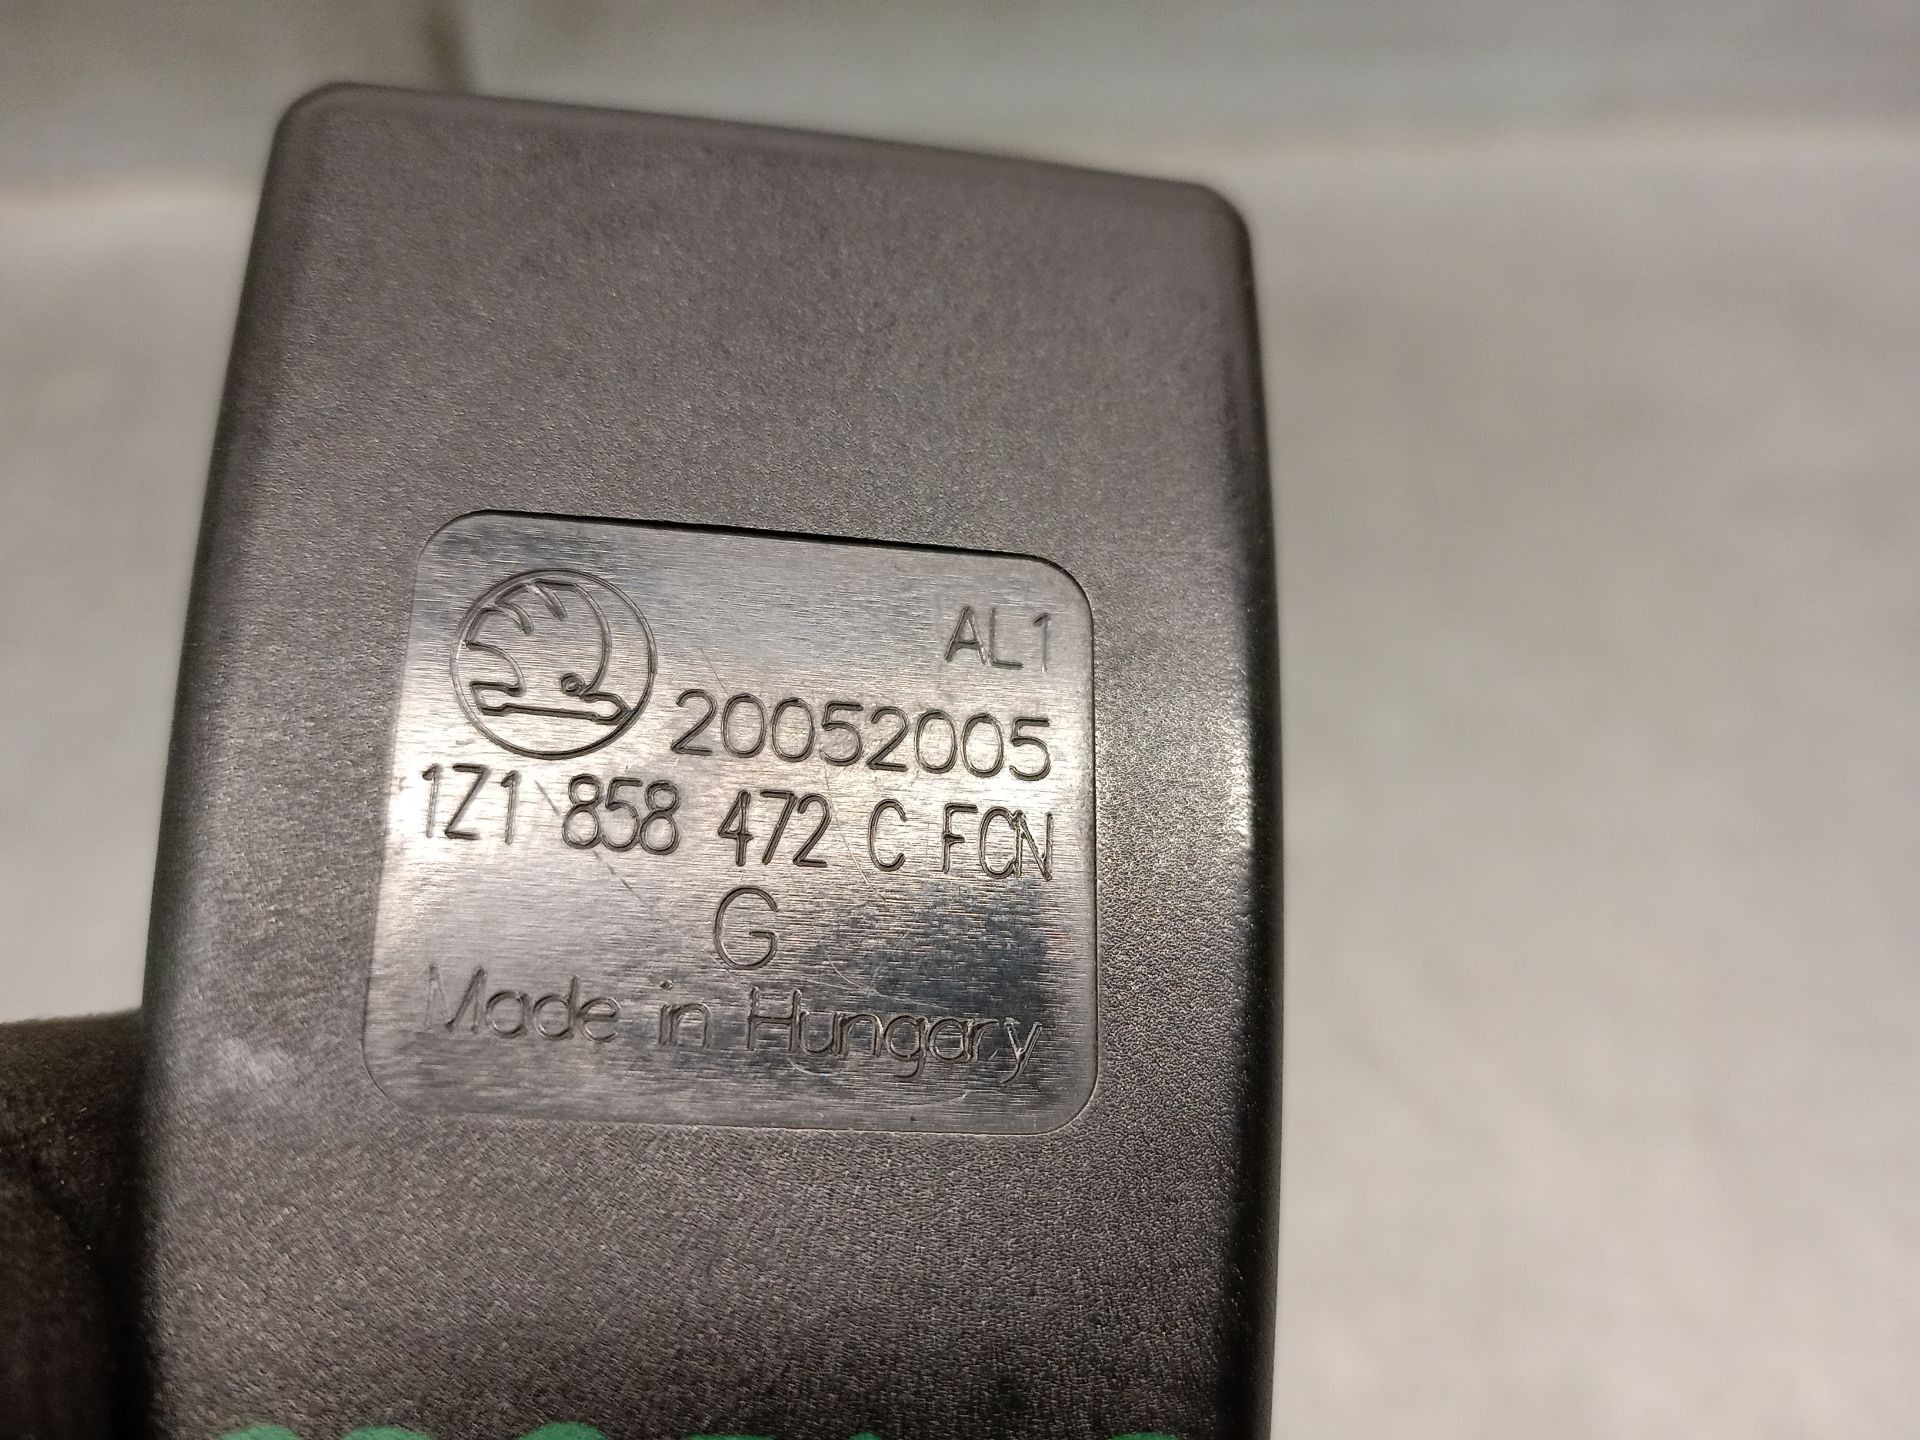 AL1
20052005
1Z1 858 472 C FCN
G
Made in Hungary